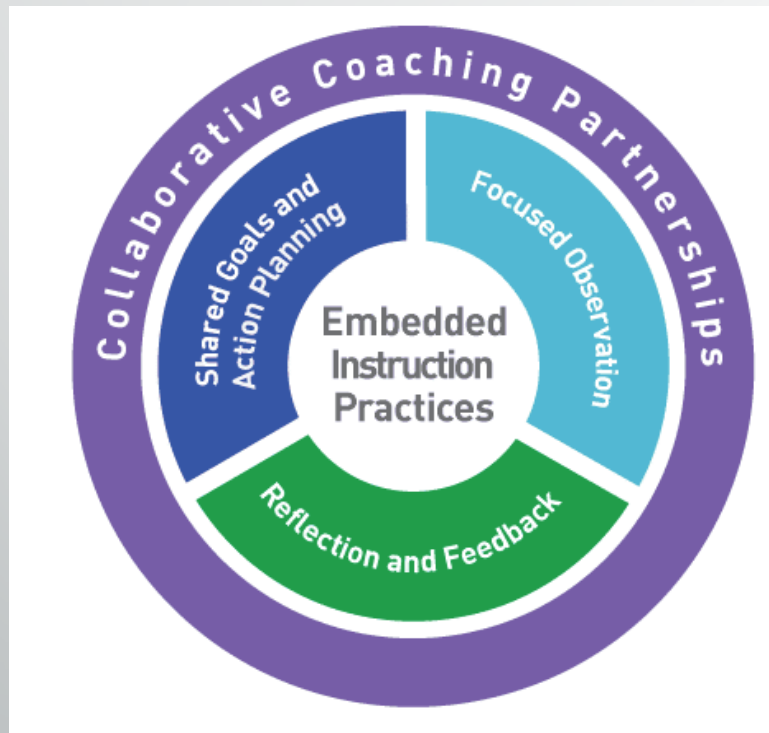 Collaborative Coaching Partnerships
Shared Goals and
Action Planning
Focused Observation
Embedded
Instruction
Practices
Reflection and Feedback